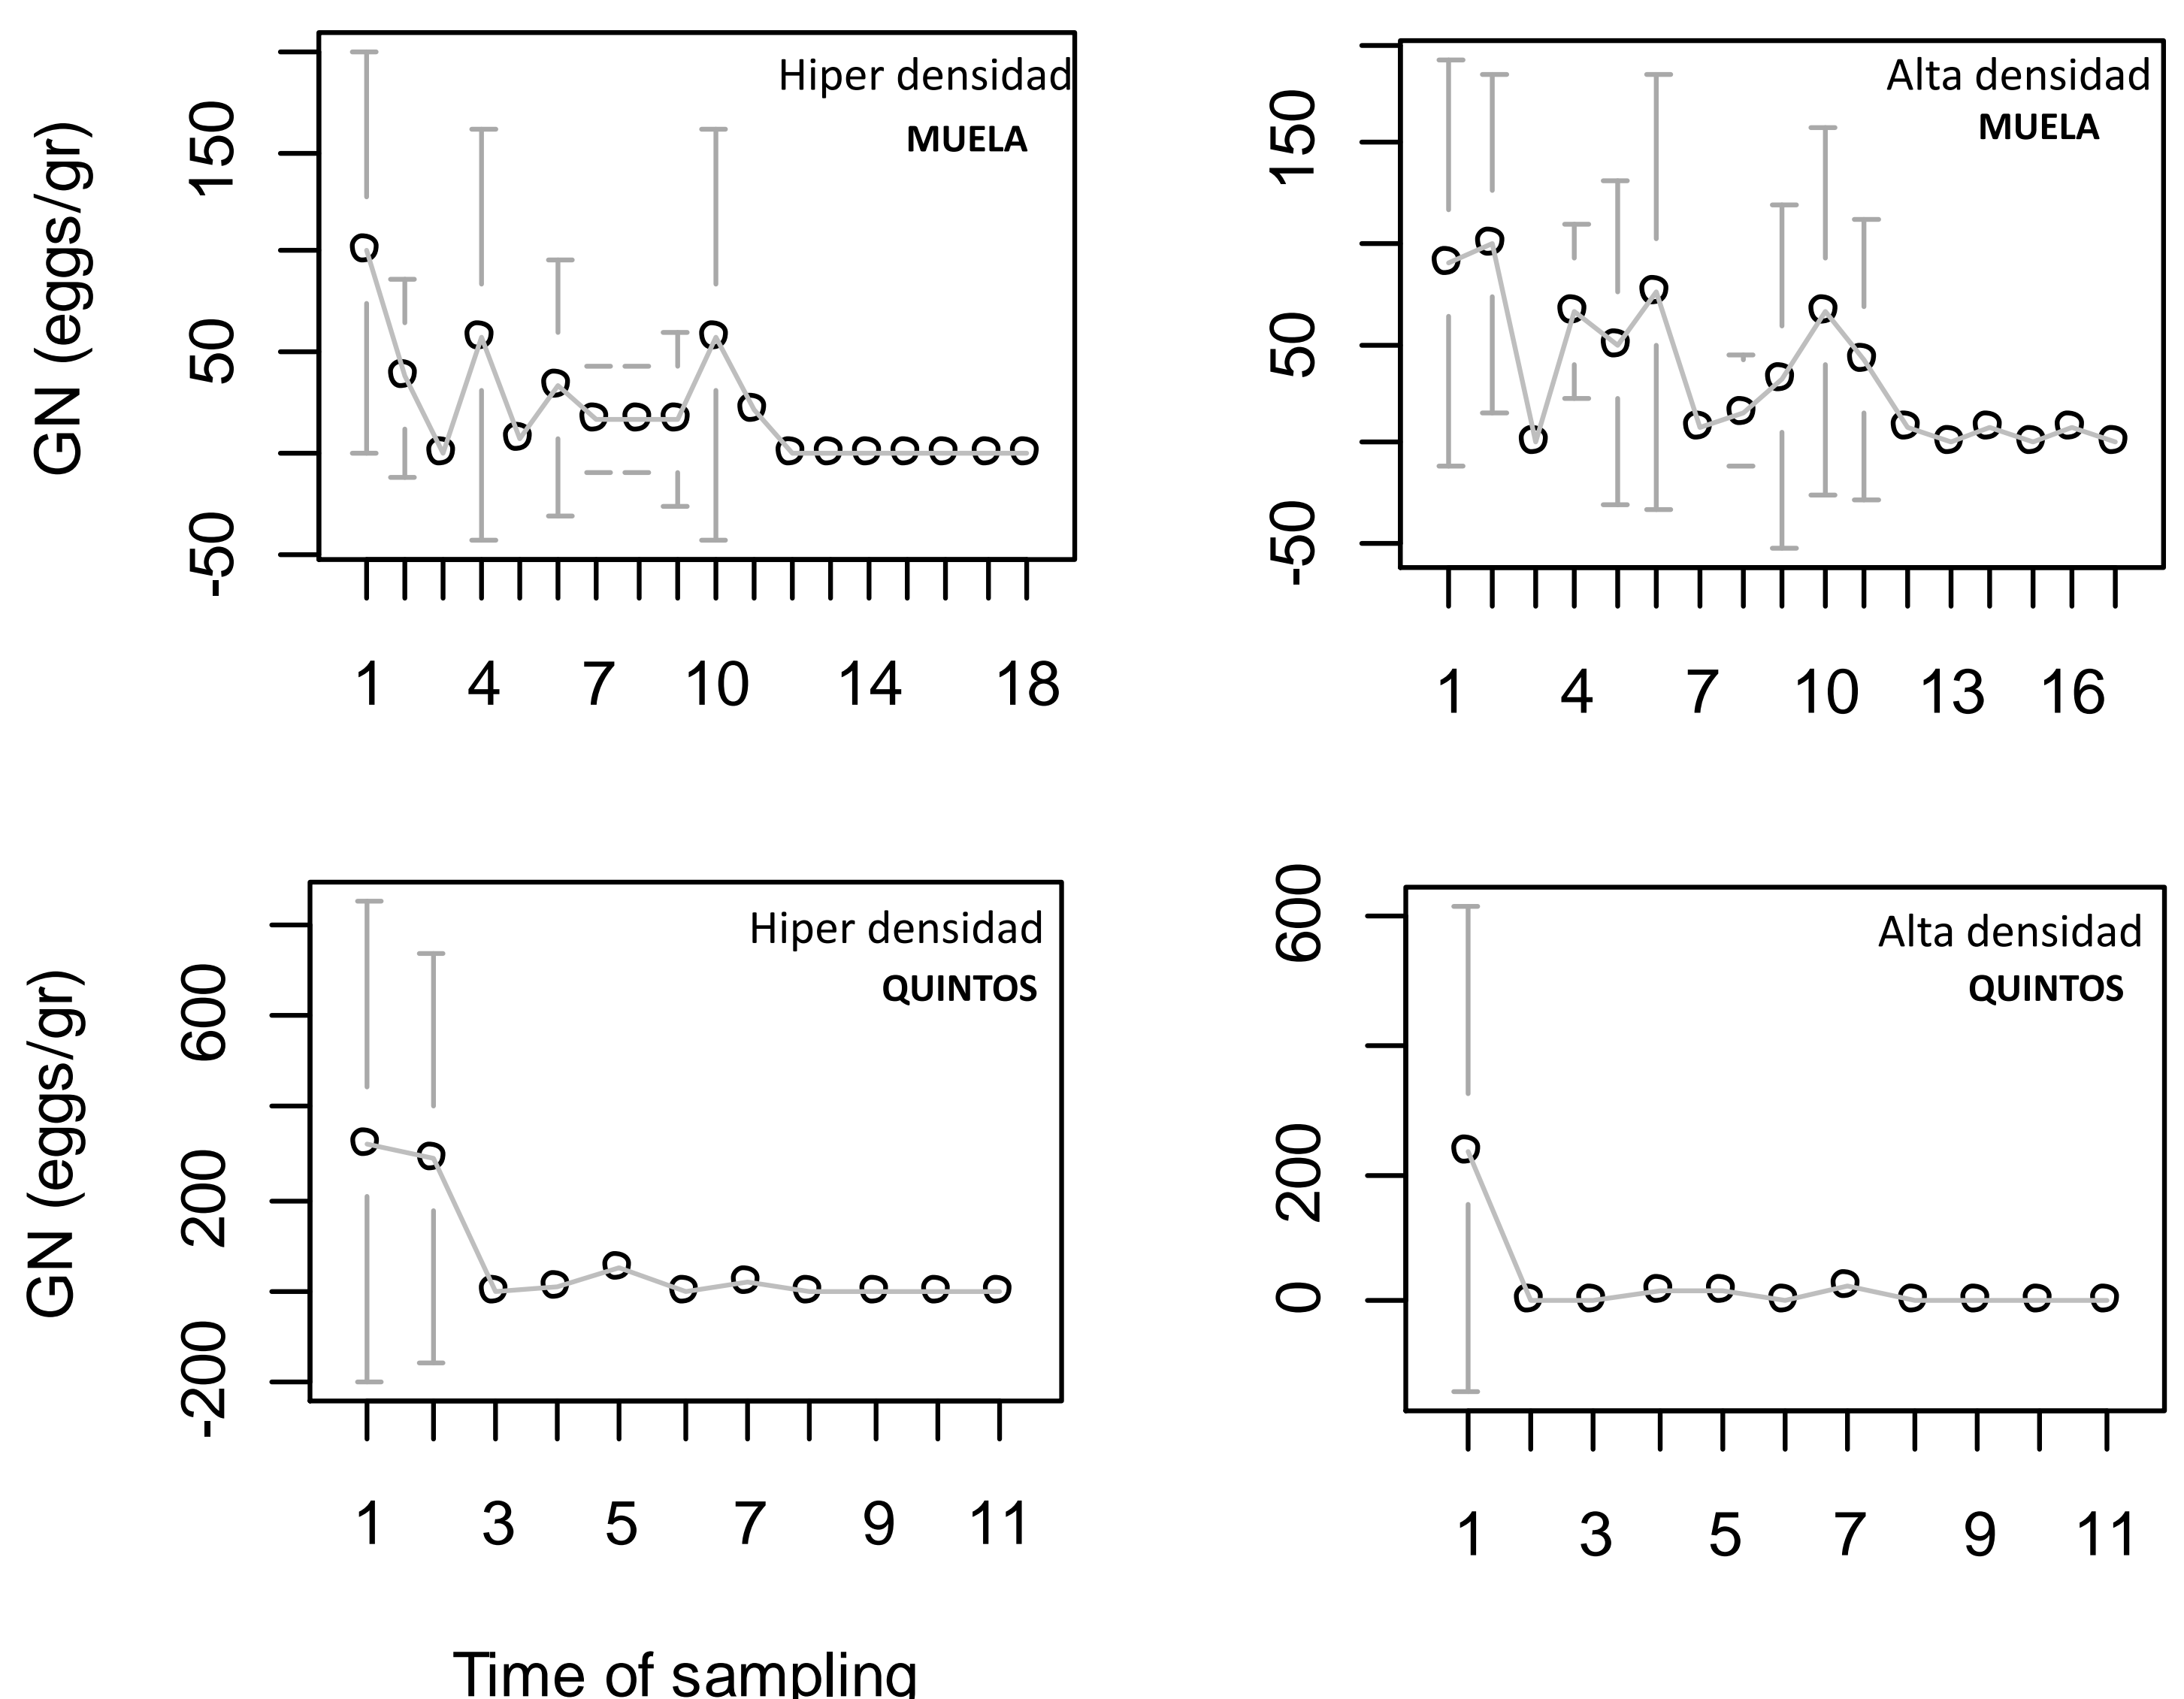 GN (eggs/gr)
150
50
-50
Hiper densidad
MUELA
1 4 7 10 14 18
150
50
-50
Alta densidad
MUELA
1 4 7 10 13 16
GN (eggs/gr)
600
200
-200
Hiper densidad
QUINTOS
1 3 5 7 9 11
6000
2000
0
Alta densidad
QUINTOS
1 3 5 7 9 11
Time of sampling